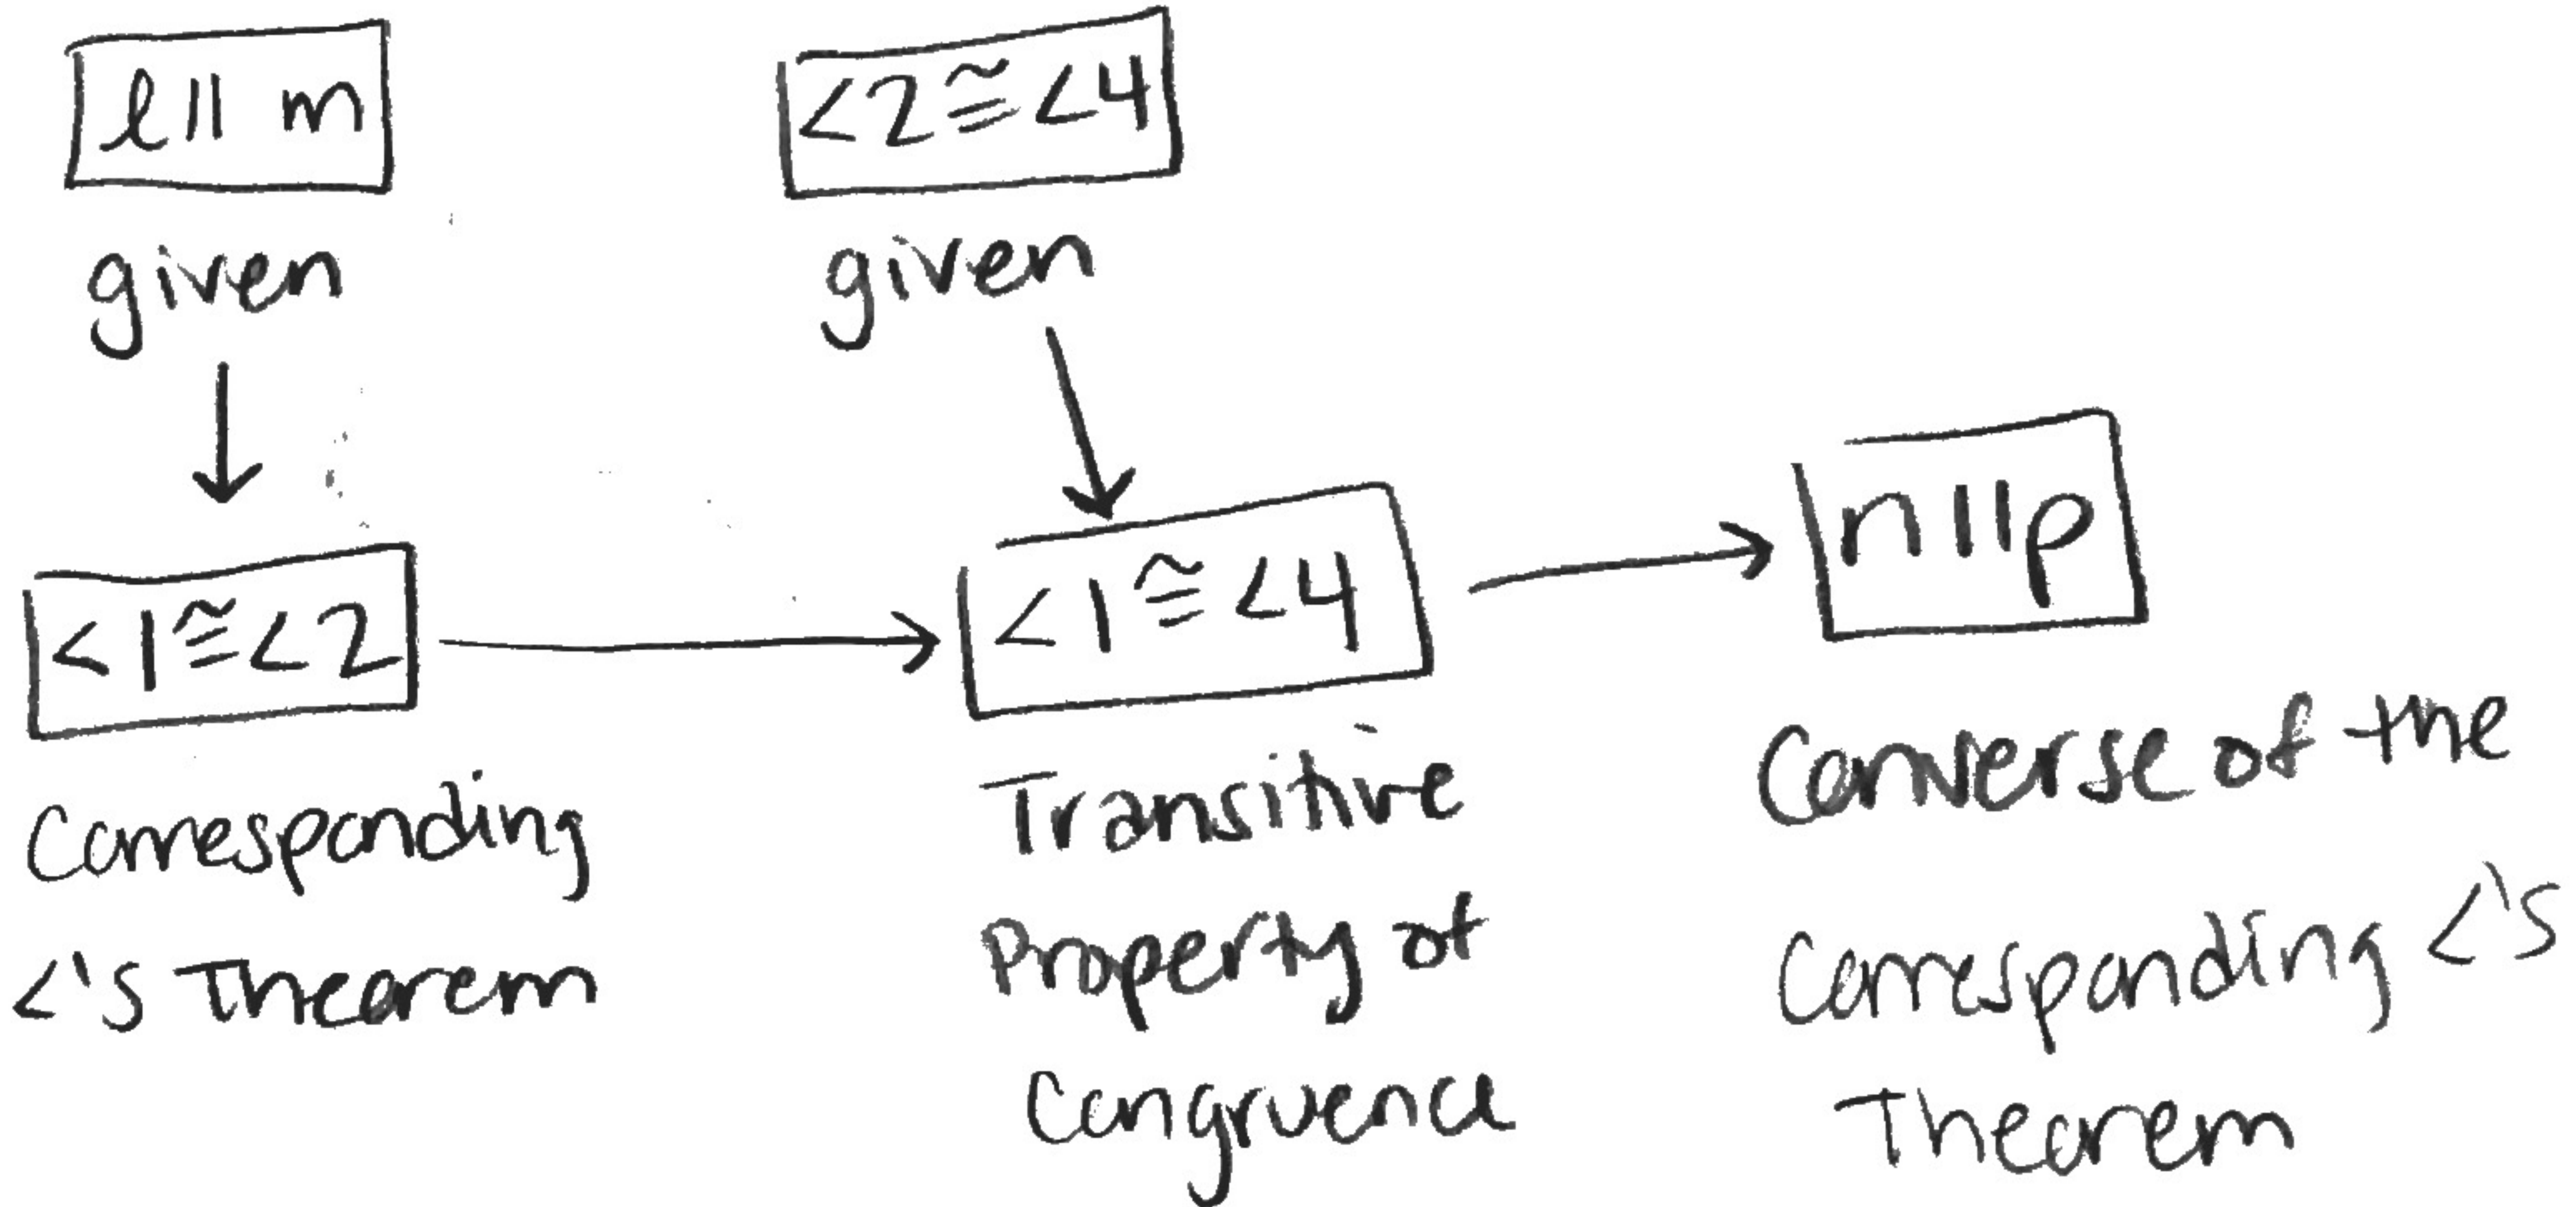 l || m
given
<2 ≅ <4
given
<1 ≅ <2
Corresponding
<'s Theorem
<1 ≅ <4
Transitive
Property of
Congruence
n || p
Converse of the
Corresponding <'s
Theorem